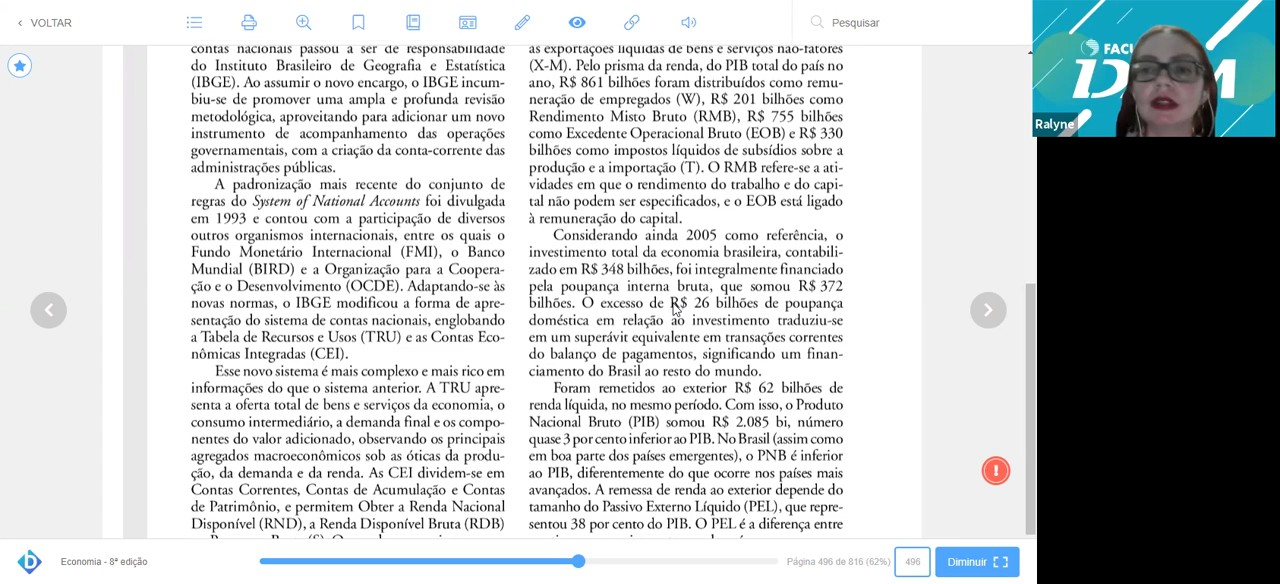 VOLTAR
Pesquisar
contas nacionais passou a ser de responsabilidade
do Instituto Brasileiro de Geografia e Estatística
(IBGE). Ao assumir o novo encargo, o IBGE incum-
biu-se de promover uma ampla e profunda revisão
metodológica, aproveitando para adicionar um novo
instrumento de acompanhamento das operações
governamentais, com a criação da conta-corrente das
administrações públicas.
A padronização mais recente do conjunto de
regras do System of National Accounts foi divulgada
em 1993 e contou com a participação de diversos
outros organismos internacionais, entre os quais o
Fundo Monetário Internacional (FMI), o Banco
Mundial (BIRD) e a Organização para a Coopera-
ção e o Desenvolvimento (OCDE). Adaptando-se às
novas normas, o IBGE modificou a forma de apre-
sentação do sistema de contas nacionais, englobando
a Tabela de Recursos e Usos (TRU) e as Contas Eco-
nômicas Integradas (CEI).
Esse novo sistema é mais complexo e mais rico em
informações do que o sistema anterior. A TRU apre-
senta a oferta total de bens e serviços da economia, o
consumo intermediário, a demanda final e os compo-
nentes do valor adicionado, observando os principais
agregados macroeconômicos sob as óticas da produ-
ção, da demanda e da renda. As CEI dividem-se em
Contas Correntes, Contas de Acumulação e Contas
de Patrimônio, e permitem Obter a Renda Nacional
Disponível (RND), a Renda Disponível Bruta (RDB)
as exportações líquidas de bens e serviços não-fatores
(X-M). Pelo prisma da renda, do PIB total do país no
ano, R$ 861 bilhões foram distribuídos como remu-
neração de empregados (W), R$ 201 bilhões como
Rendimento Misto Bruto (RMB), R$ 755 bilhões
como Excedente Operacional Bruto (EOB) e R$ 330
bilhões como impostos líquidos de subsídios sobre a
produção e a importação (T). O RMB refere-se a ati-
vidades em que o rendimento do trabalho e do capi-
tal não podem ser especificados, e o EOB está ligado
à remuneração do capital.
Considerando ainda 2005 como referência, o
investimento total da economia brasileira, contabili-
zado em R$ 348 bilhões, foi integralmente financiado
pela poupança interna bruta, que somou R$ 372
bilhões. O excesso de R$ 26 bilhões de poupança
doméstica em relação ao investimento traduziu-se
em um superávit equivalente em transações correntes
do balanço de pagamentos, significando um finan-
ciamento do Brasil ao resto do mundo.
Foram remetidos ao exterior R$ 62 bilhões de
renda líquida, no mesmo período. Com isso, o Produto
Nacional Bruto (PIB) somou R$ 2.085 bi, número
quase 3 por cento inferior ao PIB. No Brasil (assim como
em boa parte dos países emergentes), o PNB é inferior
ao PIB, diferentemente do que ocorre nos países mais
avançados. A remessa de renda ao exterior depende do
tamanho do Passivo Externo Líquido (PEL), que repre-
sentou 38 por cento do PIB. O PEL é a diferença entre
Economia - 8ª edição
Página 496 de 816 (62%)
496
Diminuir
FACU
Ralyne